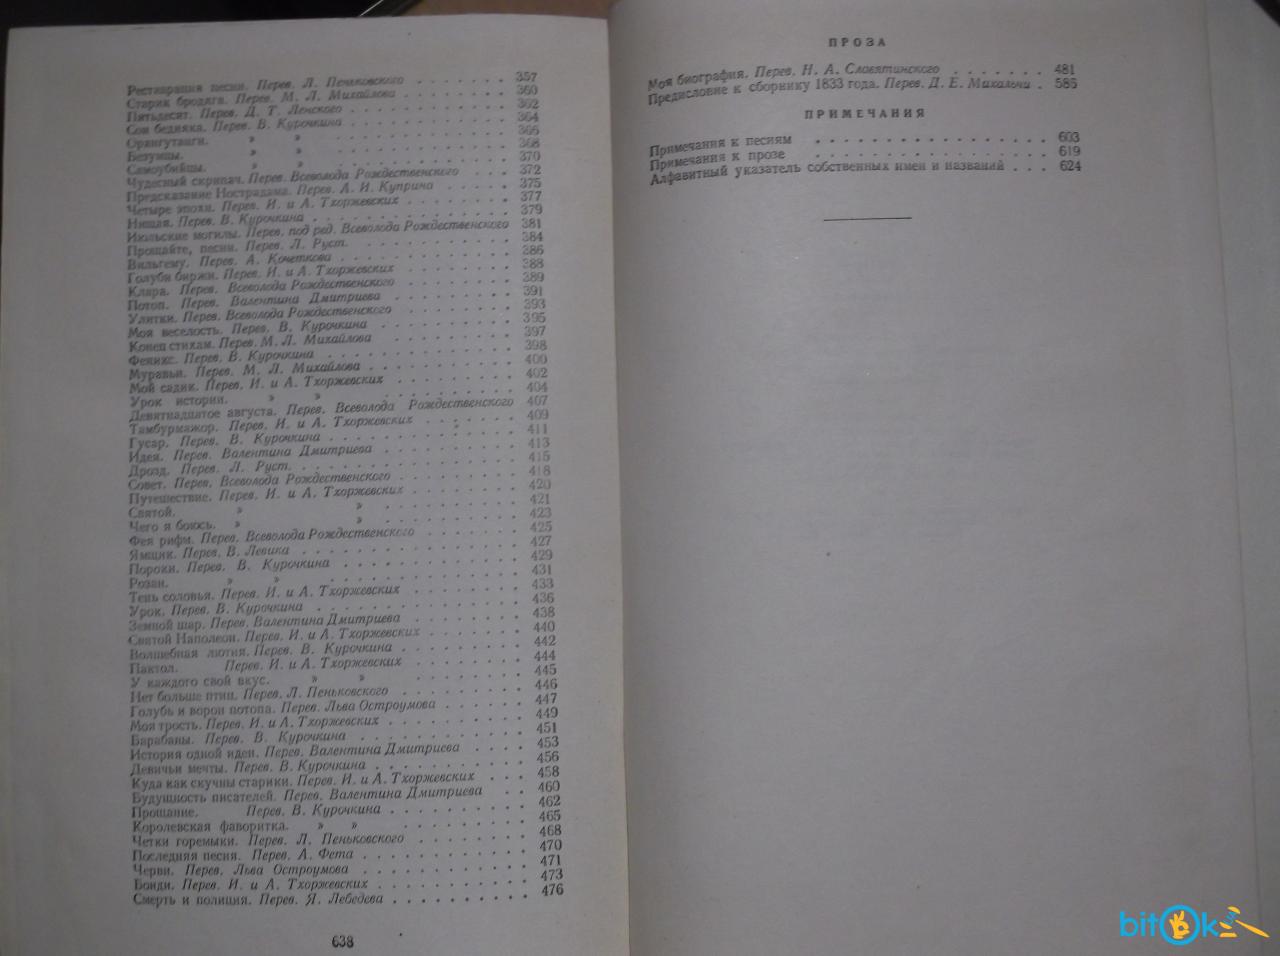 Реставрация песни. Перев. Л. Пеньковского . . . . . . . 357
Старик бродяга. Перев. М. Л. Михайлова . . . . . . . 360
Пятьдесят. Перев. Д. Т. Ленского . . . . . . . . . 362
Сон бедняка. Перев. В. Курочкина . . . . . . . . . 364
Орангутанги. » » . . . . . . . . . 366
Безумцы. » » . . . . . . . . . 368
Самоубийцы. » » . . . . . . . . . 370
Чудесный скрипач. Перев. Всеволода Рождественского . . . . 372
Предсказание Нострадама. Перев. А. И. Куприна . . . . . 375
Четыре эпохи. Перев. И. и А. Тхоржевских . . . . . . . 377
Нищая. Перев. В. Курочкина . . . . . . . . . . . 379
Июльские могилы. Перев. под ред. Всеволода Рождественского 381
Прощайте, песни. Перев. Л. Руст. . . . . . . . . . 384
Вильгему. Перев. А. Кочеткова . . . . . . . . . . 386
Голуби биржи. Перев. И. и А. Тхоржевских . . . . . . . 388
Клара. Перев. Всеволода Рождественского . . . . . . . 389
Потоп. Перев. Валентина Дмитриева . . . . . . . . 391
Улитки. Перев. Всеволода Рождественского . . . . . . . 393
Моя веселость. Перев. В. Курочкина . . . . . . . . 395
Конец стихам. Перев. М. Л. Михайлова . . . . . . . . 397
Феникс. Перев. В. Курочкина . . . . . . . . . . 398
Муравьи. Перев. М. Л. Михайлова . . . . . . . . . 400
Мой садик. Перев. И. и А. Тхоржевских . . . . . . . 402
Урок истории. » » . . . . . . . . 404
Девятнадцатое августа. Перев. Всеволода Рождественского 407
Тамбурмажор. Перев. И. и А. Тхоржевских . . . . . . . 409
Гусар. Перев. В. Курочкина . . . . . . . . . . . 411
Идея. Перев. Валентина Дмитриева . . . . . . . . . 413
Дрозд. Перев. Л. Руст. . . . . . . . . . . . . 415
Совет. Перев. Всеволода Рождественского . . . . . . . 418
Путешествие. Перев. И. и А. Тхоржевских . . . . . . . 420
Святой. » » . . . . . . . 421
Чего я боюсь. » » . . . . . . . 423
Фея рифм. Перев. Всеволода Рождественского . . . . . . 425
Ямщик. Перев. В. Левика . . . . . . . . . . . . 427
Пороки. Перев. В. Курочкина . . . . . . . . . . 429
Розан. » » . . . . . . . . . . 431
Тень соловья. Перев. И. и А. Тхоржевских . . . . . . . 433
Урок. Перев. В. Курочкина . . . . . . . . . . . 436
Земной шар. Перев. Валентина Дмитриева . . . . . . . 438
Святой Наполеон. Перев. И. и А. Тхоржевских . . . . . . 440
Волшебная лютня. Перев. В. Курочкина . . . . . . . 442
Пактол. Перев. И. и А. Тхоржевских . . . . . . . 444
У каждого свой вкус. » » . . . . . . . 445
Нет больше птиц. Перев. Л. Пеньковского . . . . . . . 446
Голубь и ворон потопа. Перев. Льва Остроумова . . . . . 447
Моя трость. Перев. И. и А. Тхоржевских . . . . . . . 449
Барабаны. Перев. В. Курочкина . . . . . . . . . . 451
История одной идеи. Перев. Валентина Дмитриева . . . . 453
Девичьи мечты. Перев. В. Курочкина . . . . . . . . 456
Куда как скучны старики. Перев. И. и А. Тхоржевских . . . 458
Будущность писателей. Перев. Валентина Дмитриева . . 460
Прощание. Перев. В. Курочкина . . . . . . . . 462
Королевская фаворитка. » » . . . . . . . . 465
Четки горемыки. Перев. Л. Пеньковского . . . . . . . 468
Последняя песня. Перев. А. Фета . . . . . . . . . 470
Черви. Перев. Льва Остроумова . . . . . . . . . 471
Бонди. Перев. И. и А. Тхоржевских . . . . . . . . . 473
Смерть и полиция. Перев. Я. Лебедева . . . . . . . . 476
638
ПРОЗА
Моя биография. Перев. Н. А. Славятинского . . . . . . . 481
Предисловие к сборнику 1833 года. Перев. Д. Е. Михальчи . 585
ПРИМЕЧАНИЯ
Примечания к песням . . . . . . . . . . . . . 603
Примечания к прозе . . . . . . . . . . . . . 619
Алфавитный указатель собственных имен и названий . . . 624
bitok.by